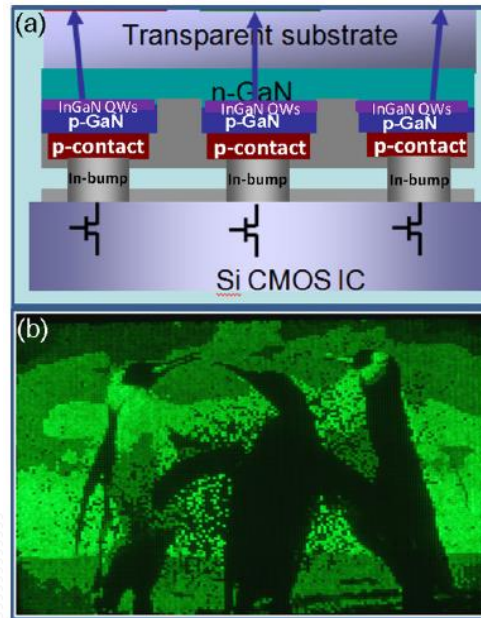 (a)
Transparent substrate
n-GaN
InGaN QWs InGaN QWs InGaN QWs
p-GaN p-GaN p-GaN
p-contact p-contact p-contact
In-bump In-bump In-bump
Si CMOS IC
(b)